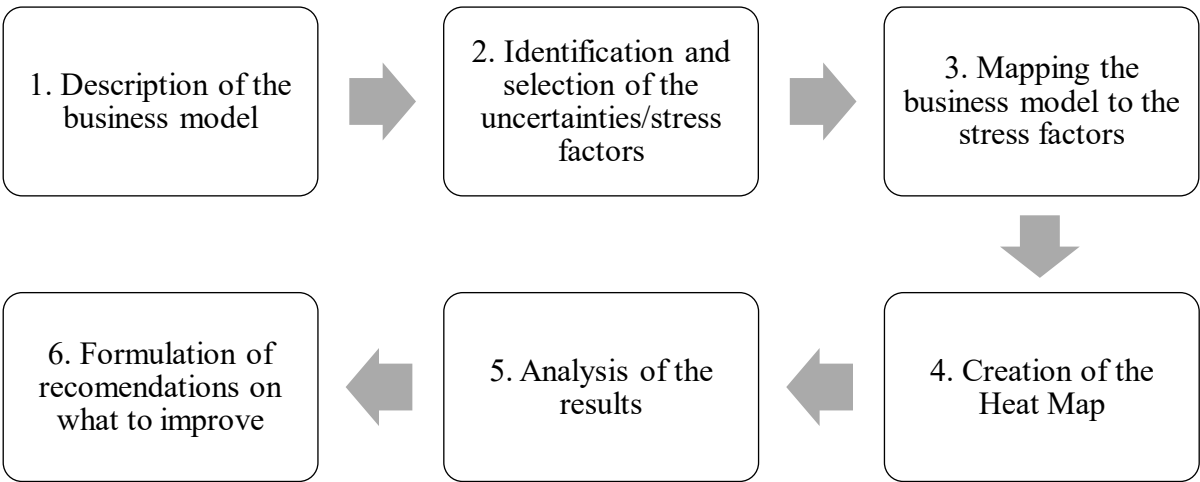 1. Description of the
business model
2. Identification and
selection of the
uncertainties/stress
factors
3. Mapping the
business model to the
stress factors
4. Creation of the
Heat Map
5. Analysis of the
results
6. Formulation of
recomendations on
what to improve